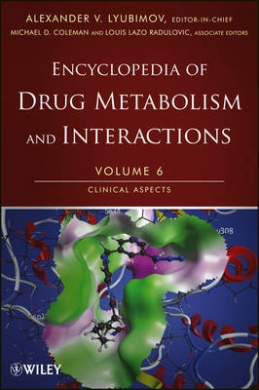 ALEXANDER V. LYUBIMOV, EDITOR-IN-CHIEF
MICHAEL D. COLEMAN AND LOUIS LAZO RADULOVIC, ASSOCIATE EDITORS
ENCYCLOPEDIA OF
DRUG METABOLISM
AND INTERACTIONS
VOLUME 6
CLINICAL ASPECTS
WILEY